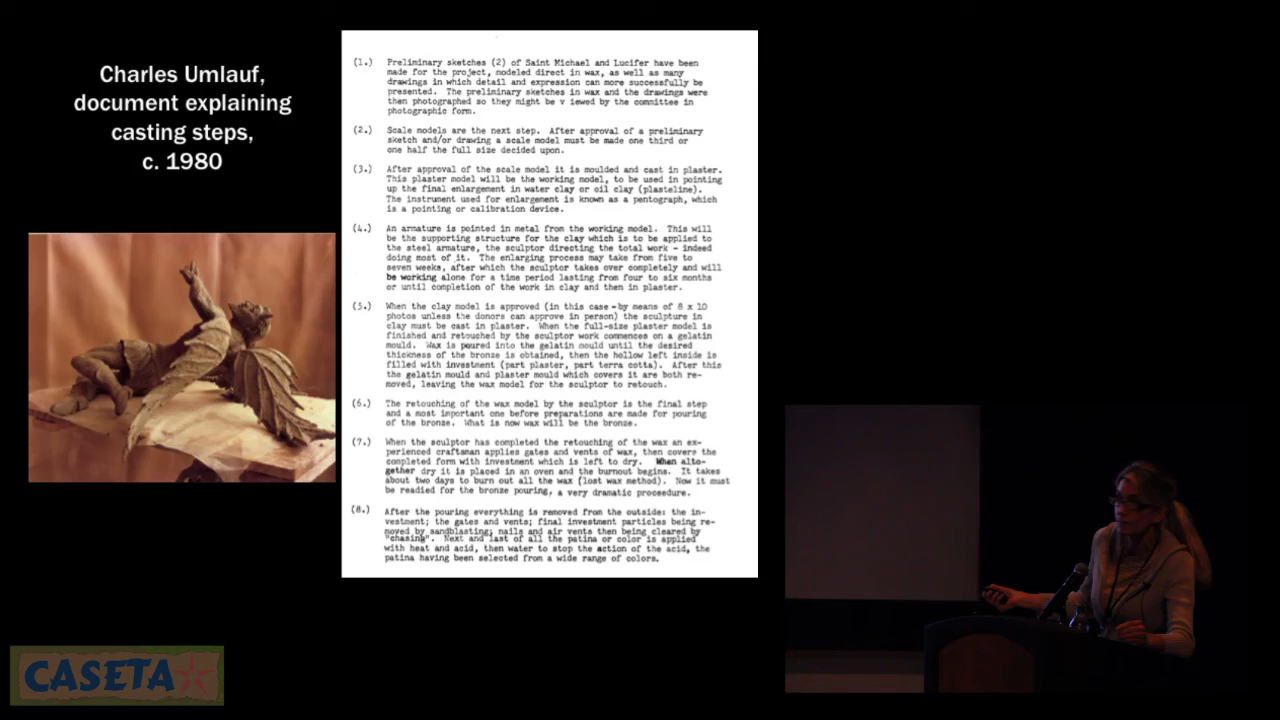 Charles Umlauf,
document explaining
casting steps,
c. 1980
(1.) Preliminary sketches (2) of Saint Michael and Lucifer have been
made for the project, modeled direct in wax, as well as many
drawings in which detail and expression can more successfully be
presented. The preliminary sketches in wax and the drawings were
then photographed so they might be v iewed by the committee in
photographic form.
(2.) Scale models are the next step. After approval of a preliminary
sketch and/or drawing a scale model must be made one third or
one half the full size decided upon.
(3.) After approval of the scale model it is moulded and cast in plaster.
This plaster model will be the working model, to be used in pointing
up the final enlargement in water clay or oil clay (plasteline).
The instrument used for enlargement is known as a pentograph, which
is a pointing or calibration device.
(4.) An armature is pointed in metal from the working model. This will
be the supporting structure for the clay which is to be applied to
the steel armature, the sculptor directing the total work - indeed
doing most of it. The enlarging process may take from five to
seven weeks, after which the sculptor takes over completely and will
be working alone for a time period lasting from four to six months
or until completion of the work in clay and then in plaster.
(5.) When the clay model is approved (in this case - by means of 8 x 10
photos unless the donors can approve in person) the sculpture in
clay must be cast in plaster. When the full-size plaster model is
finished and retouched by the sculptor work commences on a gelatin
mould. Wax is poured into the gelatin mould until the desired
thickness of the bronze is obtained, then the hollow left inside is
filled with investment (part plaster, part terra cotta). After this
the gelatin mould and plaster mould which covers it are both re-
moved, leaving the wax model for the sculptor to retouch.
(6.) The retouching of the wax model by the sculptor is the final step
and a most important one before preparations are made for pouring
of the bronze. What is now wax will be the bronze.
(7.) When the sculptor has completed the retouching of the wax an ex-
perienced craftsman applies gates and vents of wax, then covers the
completed form with investment which is left to dry. When alto-
gether dry it is placed in an oven and the burnout begins. It takes
about two days to burn out all the wax (lost wax method). Now it must
be readied for the bronze pouring, a very dramatic procedure.
(8.) After the pouring everything is removed from the outside: the in-
vestment; the gates and vents; final investment particles being re-
moved by sandblasting; nails and air vents then being cleared by
"chasing". Next and last of all the patina or color is applied
with heat and acid, then water to stop the action of the acid, the
patina having been selected from a wide range of colors.
CASETA